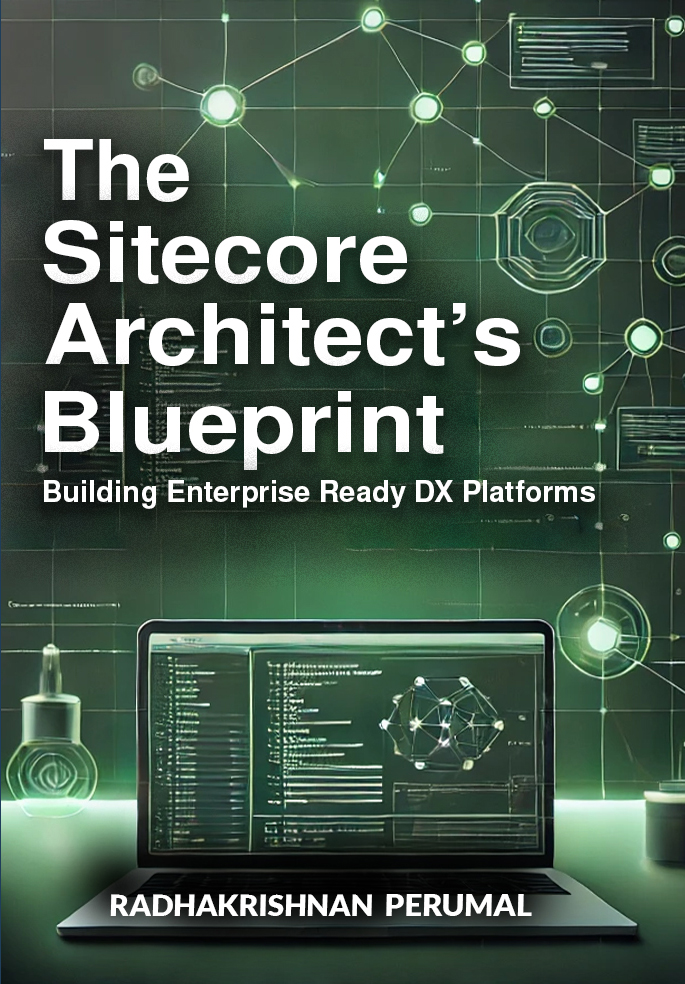 The
Sitecore
Architect’s
Blueprint
Building Enterprise Ready DX Platforms
RADHAKRISHNAN PERUMAL